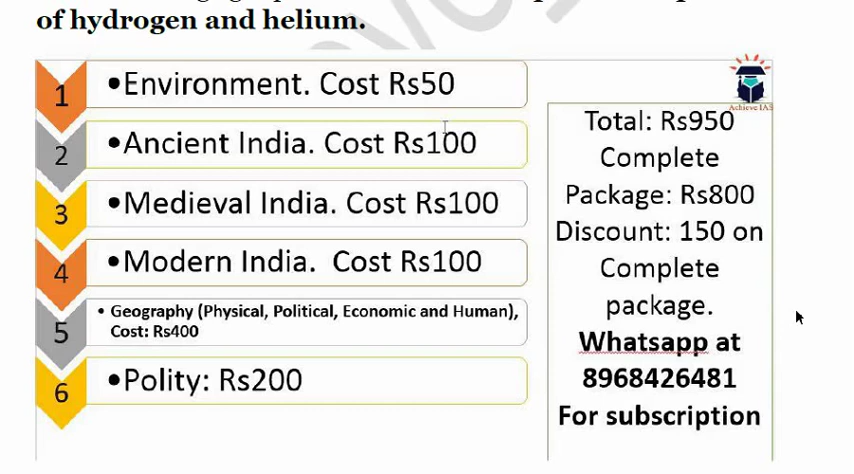 of hydrogen and helium.
1
•Environment. Cost Rs50
2
•Ancient India. Cost Rs100
3
•Medieval India. Cost Rs100
4
•Modern India. Cost Rs100
5
• Geography (Physical, Political, Economic and Human),
Cost: Rs400
6
•Polity: Rs200
Achieve IAS
Total: Rs950
Complete
Package: Rs800
Discount: 150 on
Complete
package.
Whatsapp at
8968426481
For subscription